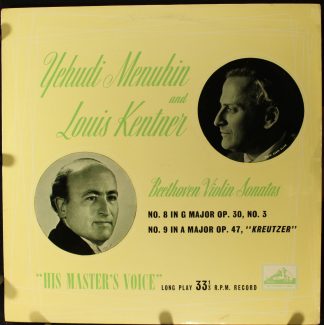 Yehudi Menuhin
and
Louis Kentner
Beethoven Violin Sonatas
NO. 8 IN G MAJOR OP. 30, NO. 3
NO. 9 IN A MAJOR OP. 47, "KREUTZER"
"HIS MASTER'S VOICE" LONG PLAY 33⅓ R.P.M. RECORD